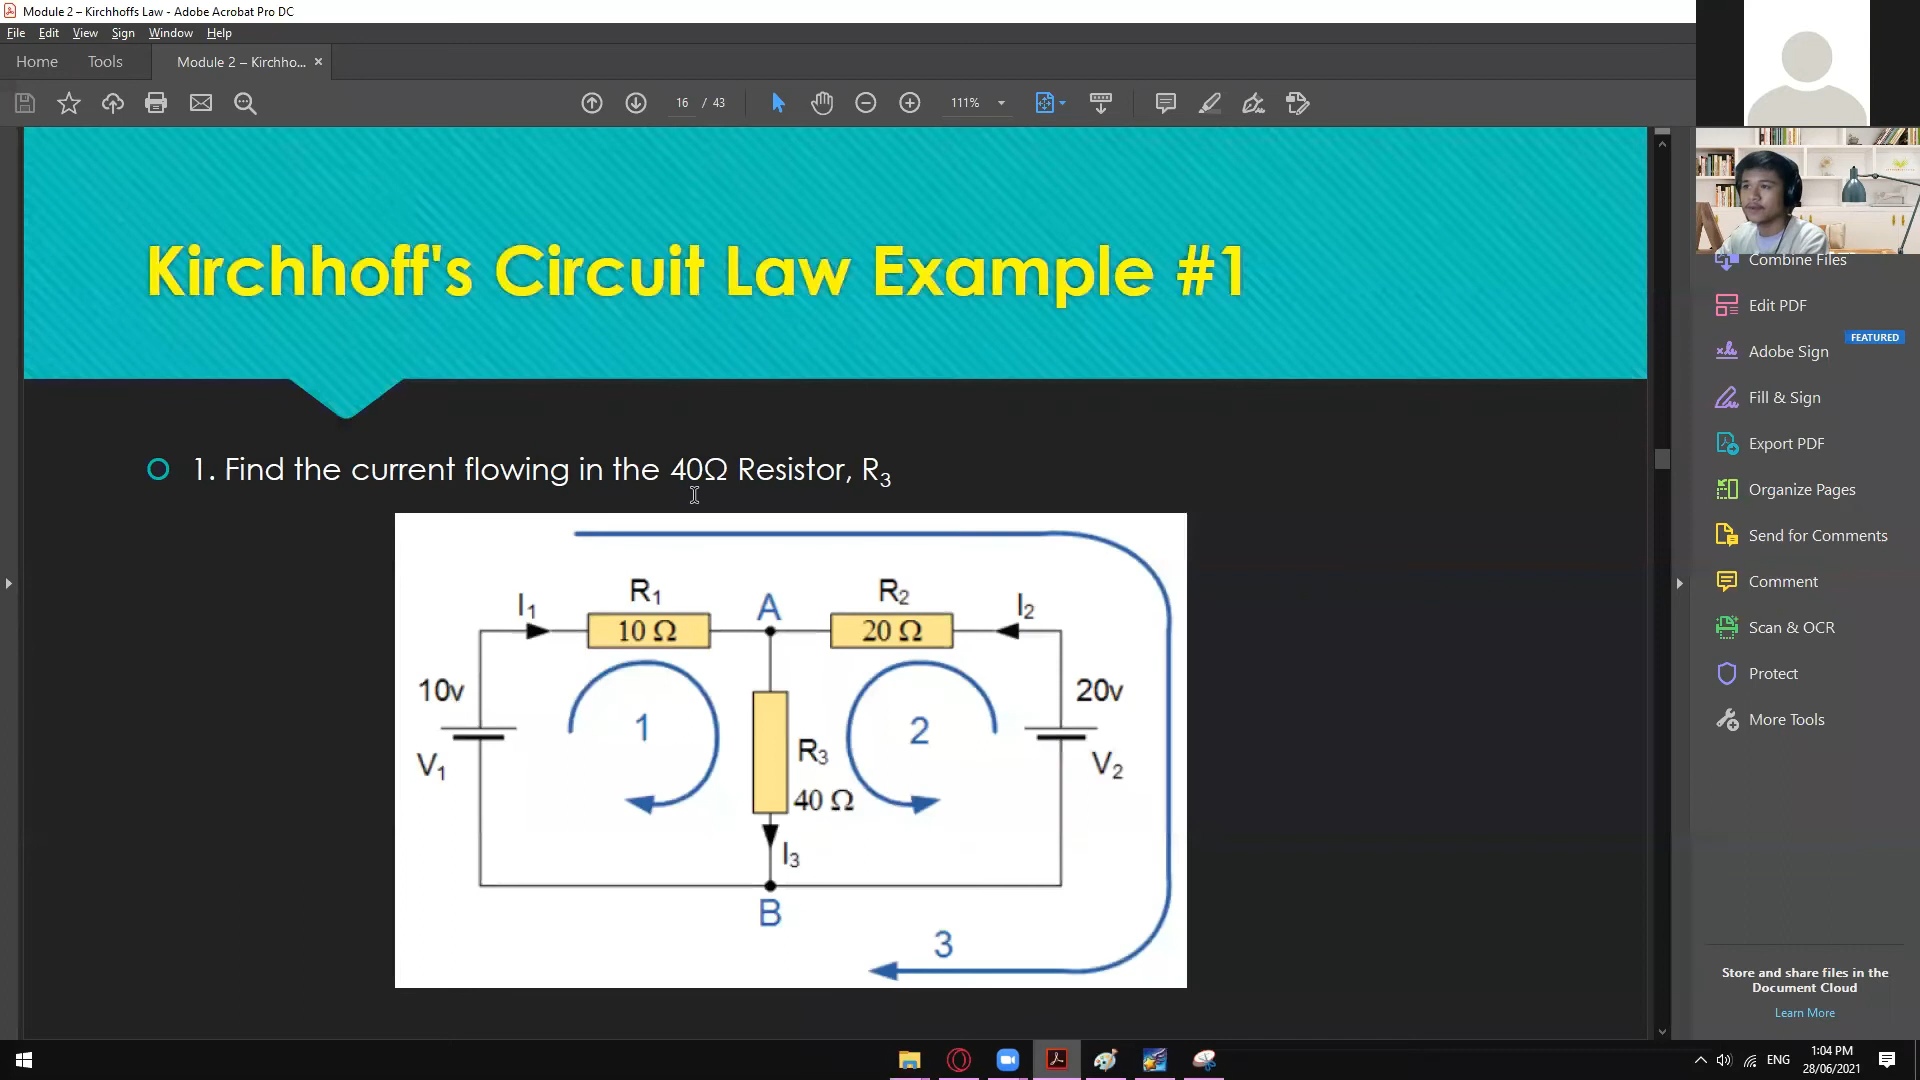 Module 2 – Kirchhoffs Law - Adobe Acrobat Pro DC
File Edit View Sign Window Help
Home Tools Module 2 – Kirchho... ×
16 / 43 111%
Kirchhoff's Circuit Law Example #1
1. Find the current flowing in the 40Ω Resistor, R3
I1 R1 A R2 I2
10 Ω 20 Ω
10v 1 2 20v
V1 R3 V2
40 Ω
I3
B
3
Combine Files
Edit PDF
FEATURED
Adobe Sign
Fill & Sign
Export PDF
Organize Pages
Send for Comments
Comment
Scan & OCR
Protect
More Tools
Store and share files in the
Document Cloud
Learn More
ENG
1:04 PM
28/06/2021